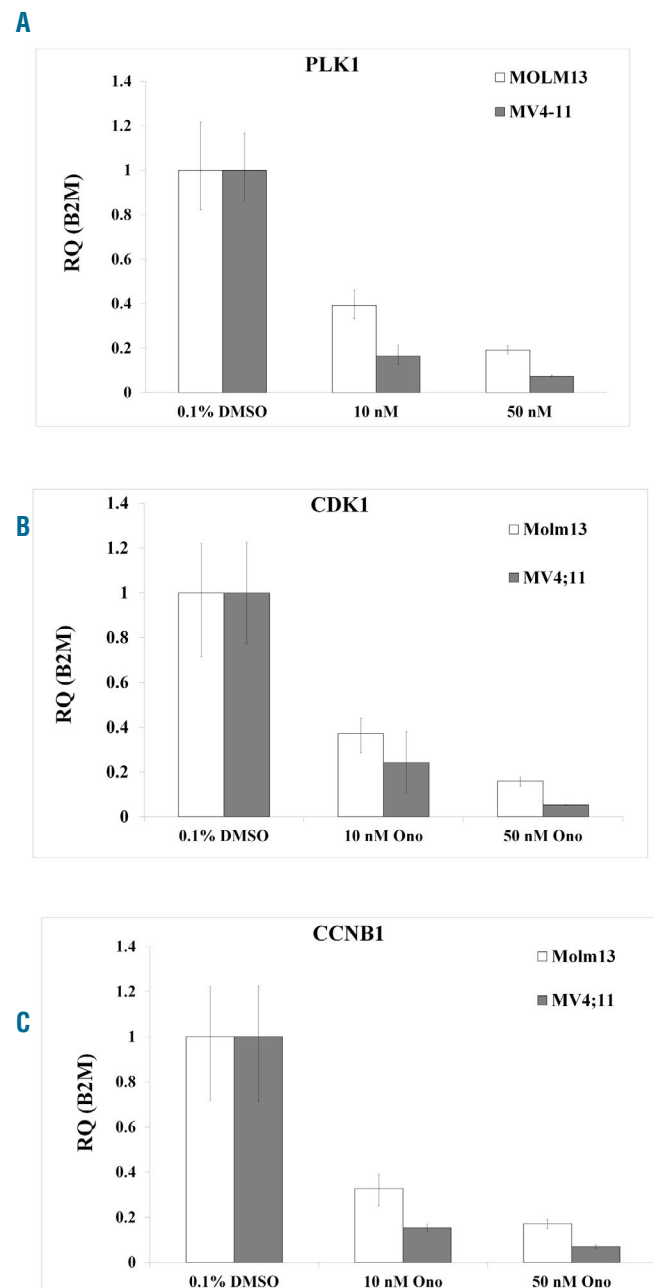 A
PLK1
MOLM13
MV4-11
RQ (B2M)
1.4
1.2
1
0.8
0.6
0.4
0.2
0
0.1% DMSO 10 nM 50 nM
B
CDK1
Molm13
MV4;11
RQ (B2M)
1.4
1.2
1
0.8
0.6
0.4
0.2
0
0.1% DMSO 10 nM Ono 50 nM Ono
C
CCNB1
Molm13
MV4;11
RQ (B2M)
1.4
1.2
1
0.8
0.6
0.4
0.2
0
0.1% DMSO 10 nM Ono 50 nM Ono